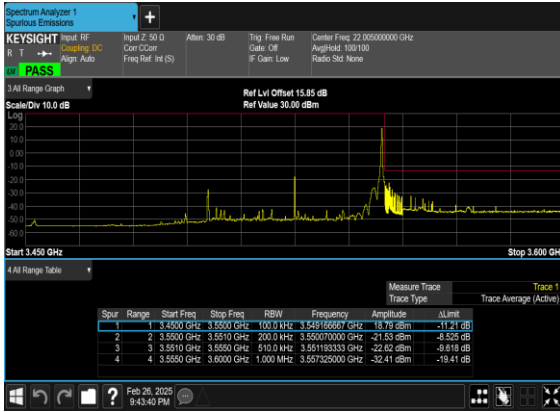 Spectrum Analyzer 1
Spurious Emissions
+
KEYSIGHT Input: RF Input Z: 50 Ω Atten: 30 dB Trig: Free Run Center Freq: 22.005000000 GHz
R T Coupling: DC Corr CCorr Gate: Off Avg|Hold: 100/100
Align: Auto Freq Ref: Int (S) IF Gain: Low Radio Std: None
PASS
3 All Range Graph
Ref Lvl Offset 15.85 dB
Scale/Div 10.0 dB Ref Value 30.00 dBm
Log
20.0
10.0
0.00
-10.0
-20.0
-30.0
-40.0
-50.0
-60.0
Start 3.450 GHz Stop 3.600 GH
4 All Range Table
Measure Trace Trace 1
Trace Type Trace Average (Active)
Spur Range Start Freq Stop Freq RBW Frequency Amplitude ΔLimit
1 1 3.4500 GHz 3.5500 GHz 100.0 kHz 3.549166667 GHz 18.79 dBm -11.21 dB
2 2 3.5500 GHz 3.5510 GHz 200.0 kHz 3.550070000 GHz -21.53 dBm -8.525 dB
3 3 3.5510 GHz 3.5550 GHz 510.0 kHz 3.551193333 GHz -22.62 dBm -9.618 dB
4 4 3.5550 GHz 3.6000 GHz 1.000 MHz 3.557325000 GHz -32.41 dBm -19.41 dB
?
Feb 26, 2025
9:43:40 PM